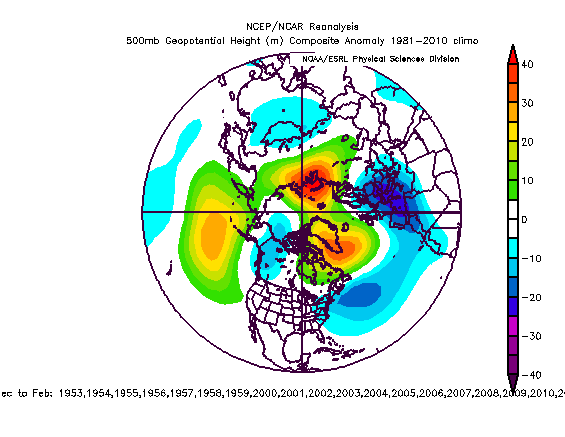 NCEP/NCAR Reanalysis
500mb Geopotential Height (m) Composite Anomaly 1981-2010 climo
NOAA/ESRL Physical Sciences Division
40
30
20
10
0
-10
-20
-30
-40
ec to Feb: 1953,1954,1955,1956,1957,1958,1959,2000,2001,2002,2003,2004,2005,2006,2007,2008,2009,2010,2